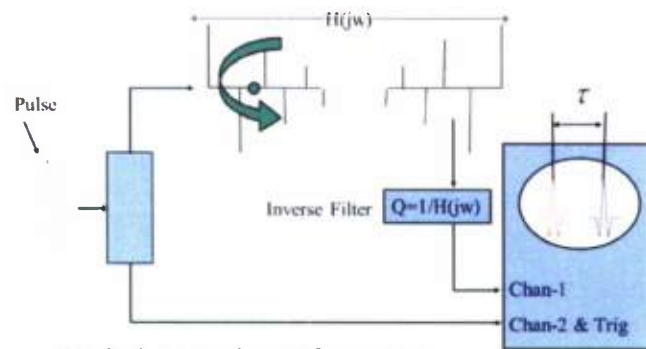 H(jw)
Pulse
τ
Inverse Filter
Q=1/H(jw)
Chan-1
Chan-2 & Trig